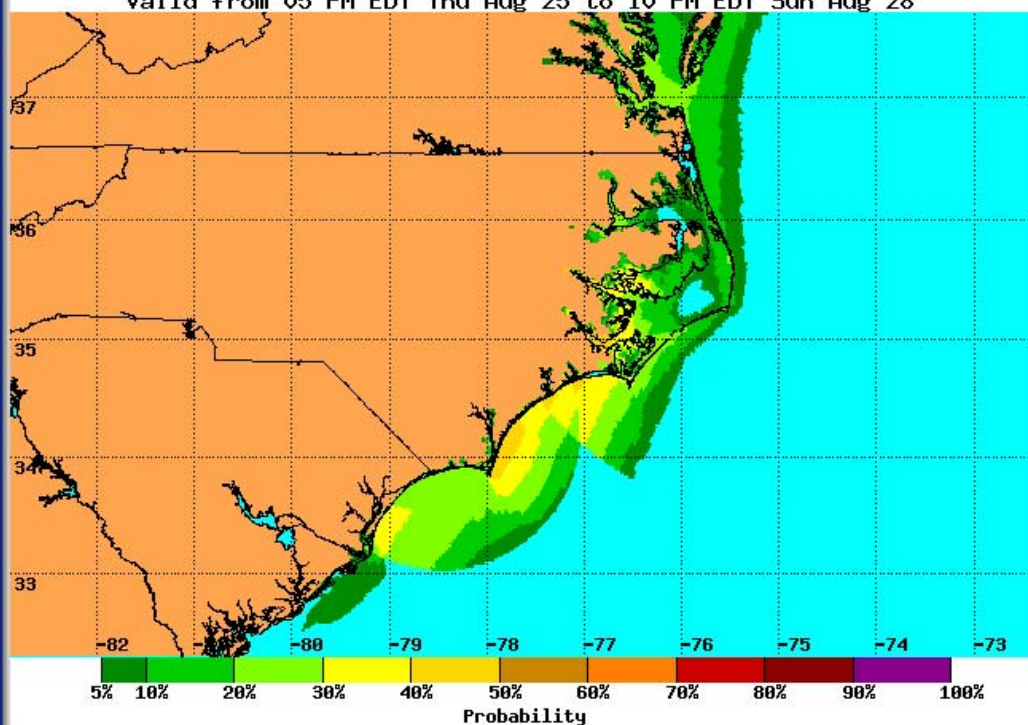 Valid from 05 PM EDT Thu Aug 25 to 10 PM EDT Sun Aug 28
37
36
35
34
33
-82 -80 -79 -78 -77 -76 -75 -74 -73
5% 10% 20% 30% 40% 50% 60% 70% 80% 90% 100%
Probability